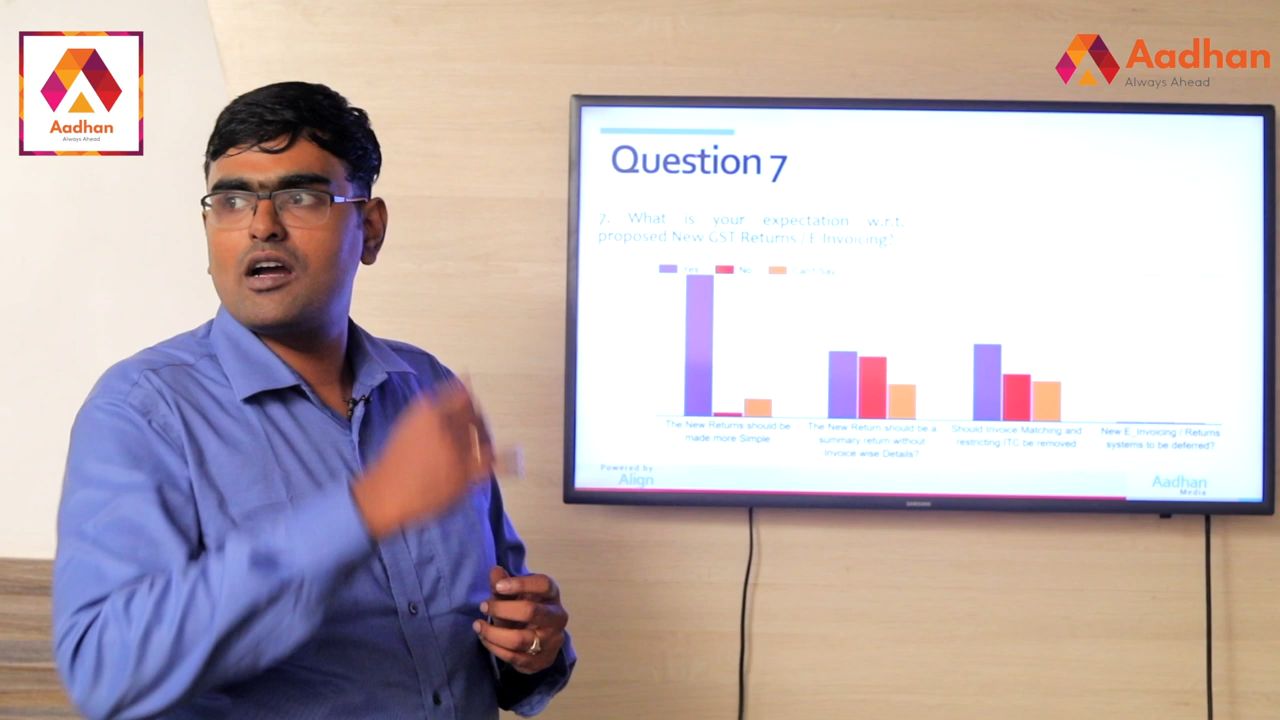 Aadhan
Always Ahead
Aadhan
Always Ahead
Question 7
7. What is your expectation w.r.t.
proposed New GST Returns / E Invoicing?
Yes No Can't Say
The New Returns should be
made more Simple
The New Return should be a
summary return without
Invoice wise Details?
Should Invoice Matching and
restricting ITC be removed
New E. Invoicing / Returns
systems to be deferred?
Powered by
Align
Aadhan
Media
SAMSUNG